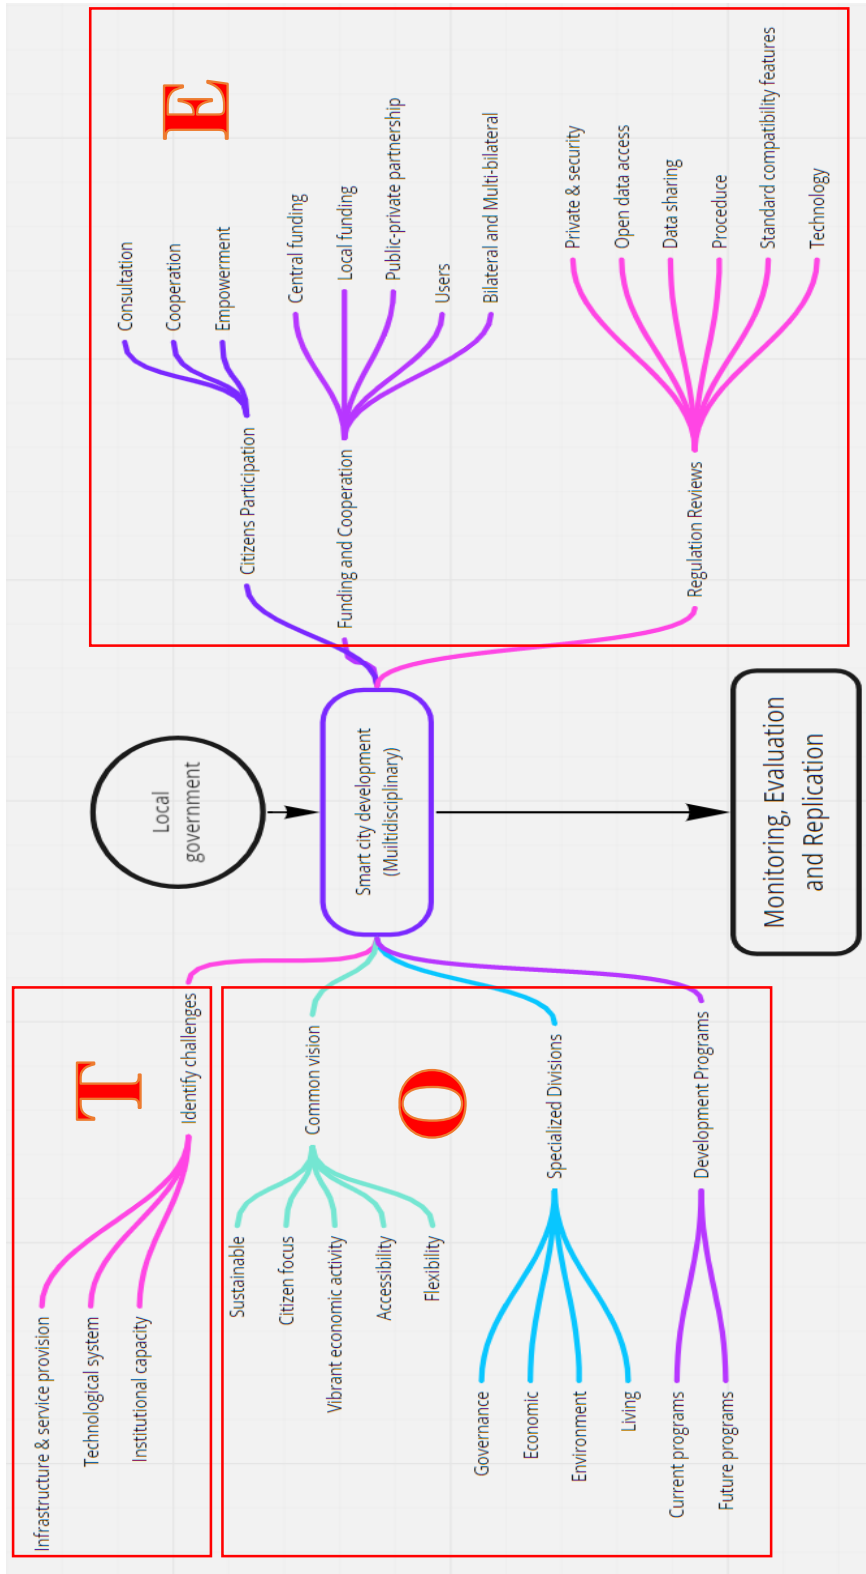 Infrastructure & service provision
Technological system
Institutional capacity
Identify challenges
T
Sustainable
Citizen focus
Vibrant economic activity
Accessibility
Flexibility
Common vision
O
Governance
Economic
Environment
Living
Specialized Divisions
Current programs
Future programs
Development Programs
Local
government
Smart city development
(Muiltidisciplinary)
Monitoring, Evaluation
and Replication
E
Citizens Participation
Consultation
Cooperation
Empowerment
Funding and Cooperation
Central funding
Local funding
Public-private partnership
Users
Bilateral and Multi-bilateral
Regulation Reviews
Private & security
Open data access
Data sharing
Proceduce
Standard compatibility features
Technology